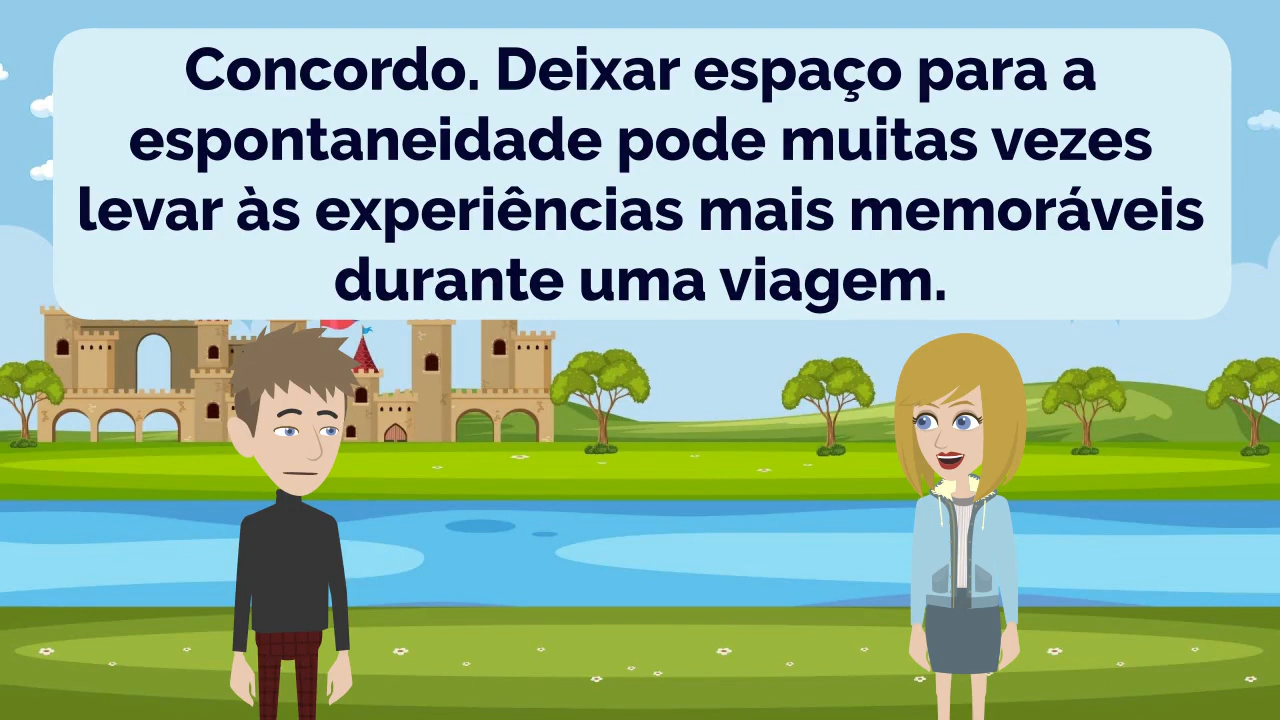 Concordo. Deixar espaço para a
espontaneidade pode muitas vezes
levar às experiências mais memoráveis
durante uma viagem.